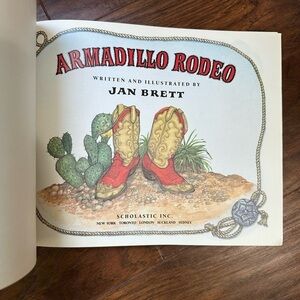 ARMADILLO RODEO
WRITTEN AND ILLUSTRATED BY
JAN BRETT
SCHOLASTIC INC.
NEW YORK TORONTO LONDON AUCKLAND SYDNEY